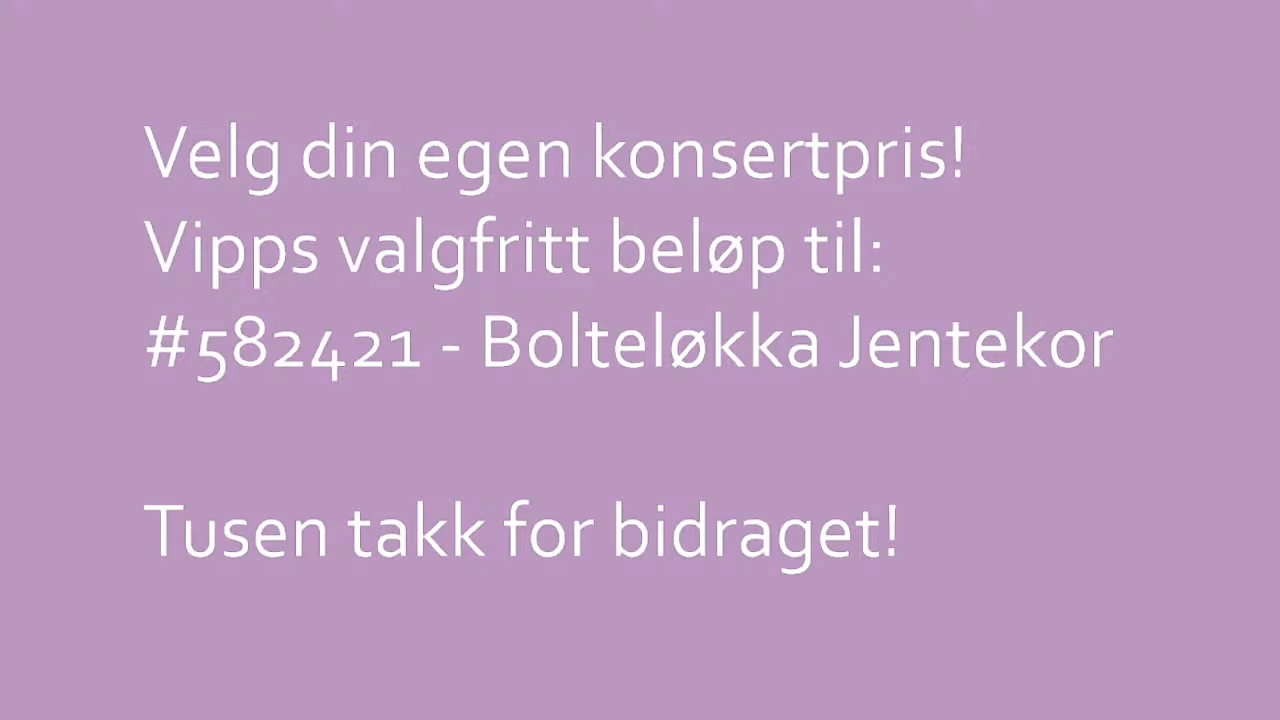 Velg din egen konsertpris!
Vipps valgfritt beløp til:
#582421 - Bolteløkka Jentekor
Tusen takk for bidraget!